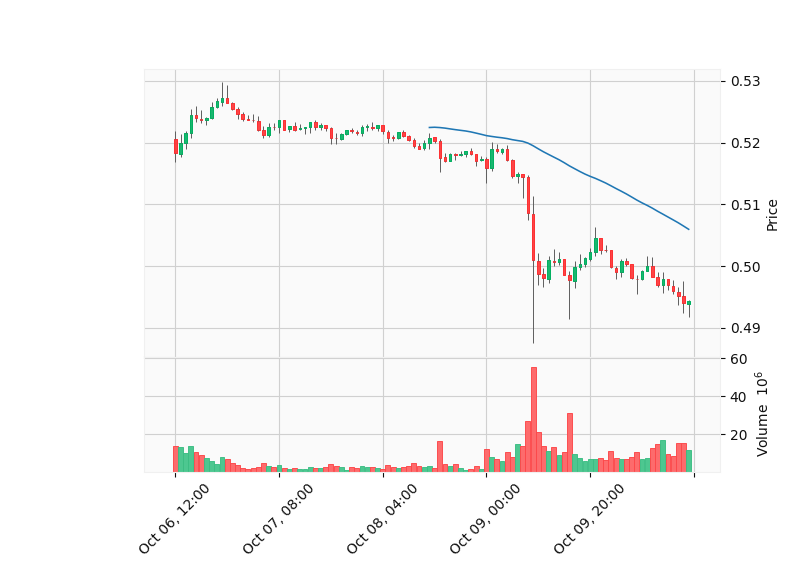 0.53
0.52
0.51
0.50
0.49
Price
60
40
20
Volume 10^6
Oct 06, 12:00
Oct 07, 08:00
Oct 08, 04:00
Oct 09, 00:00
Oct 09, 20:00